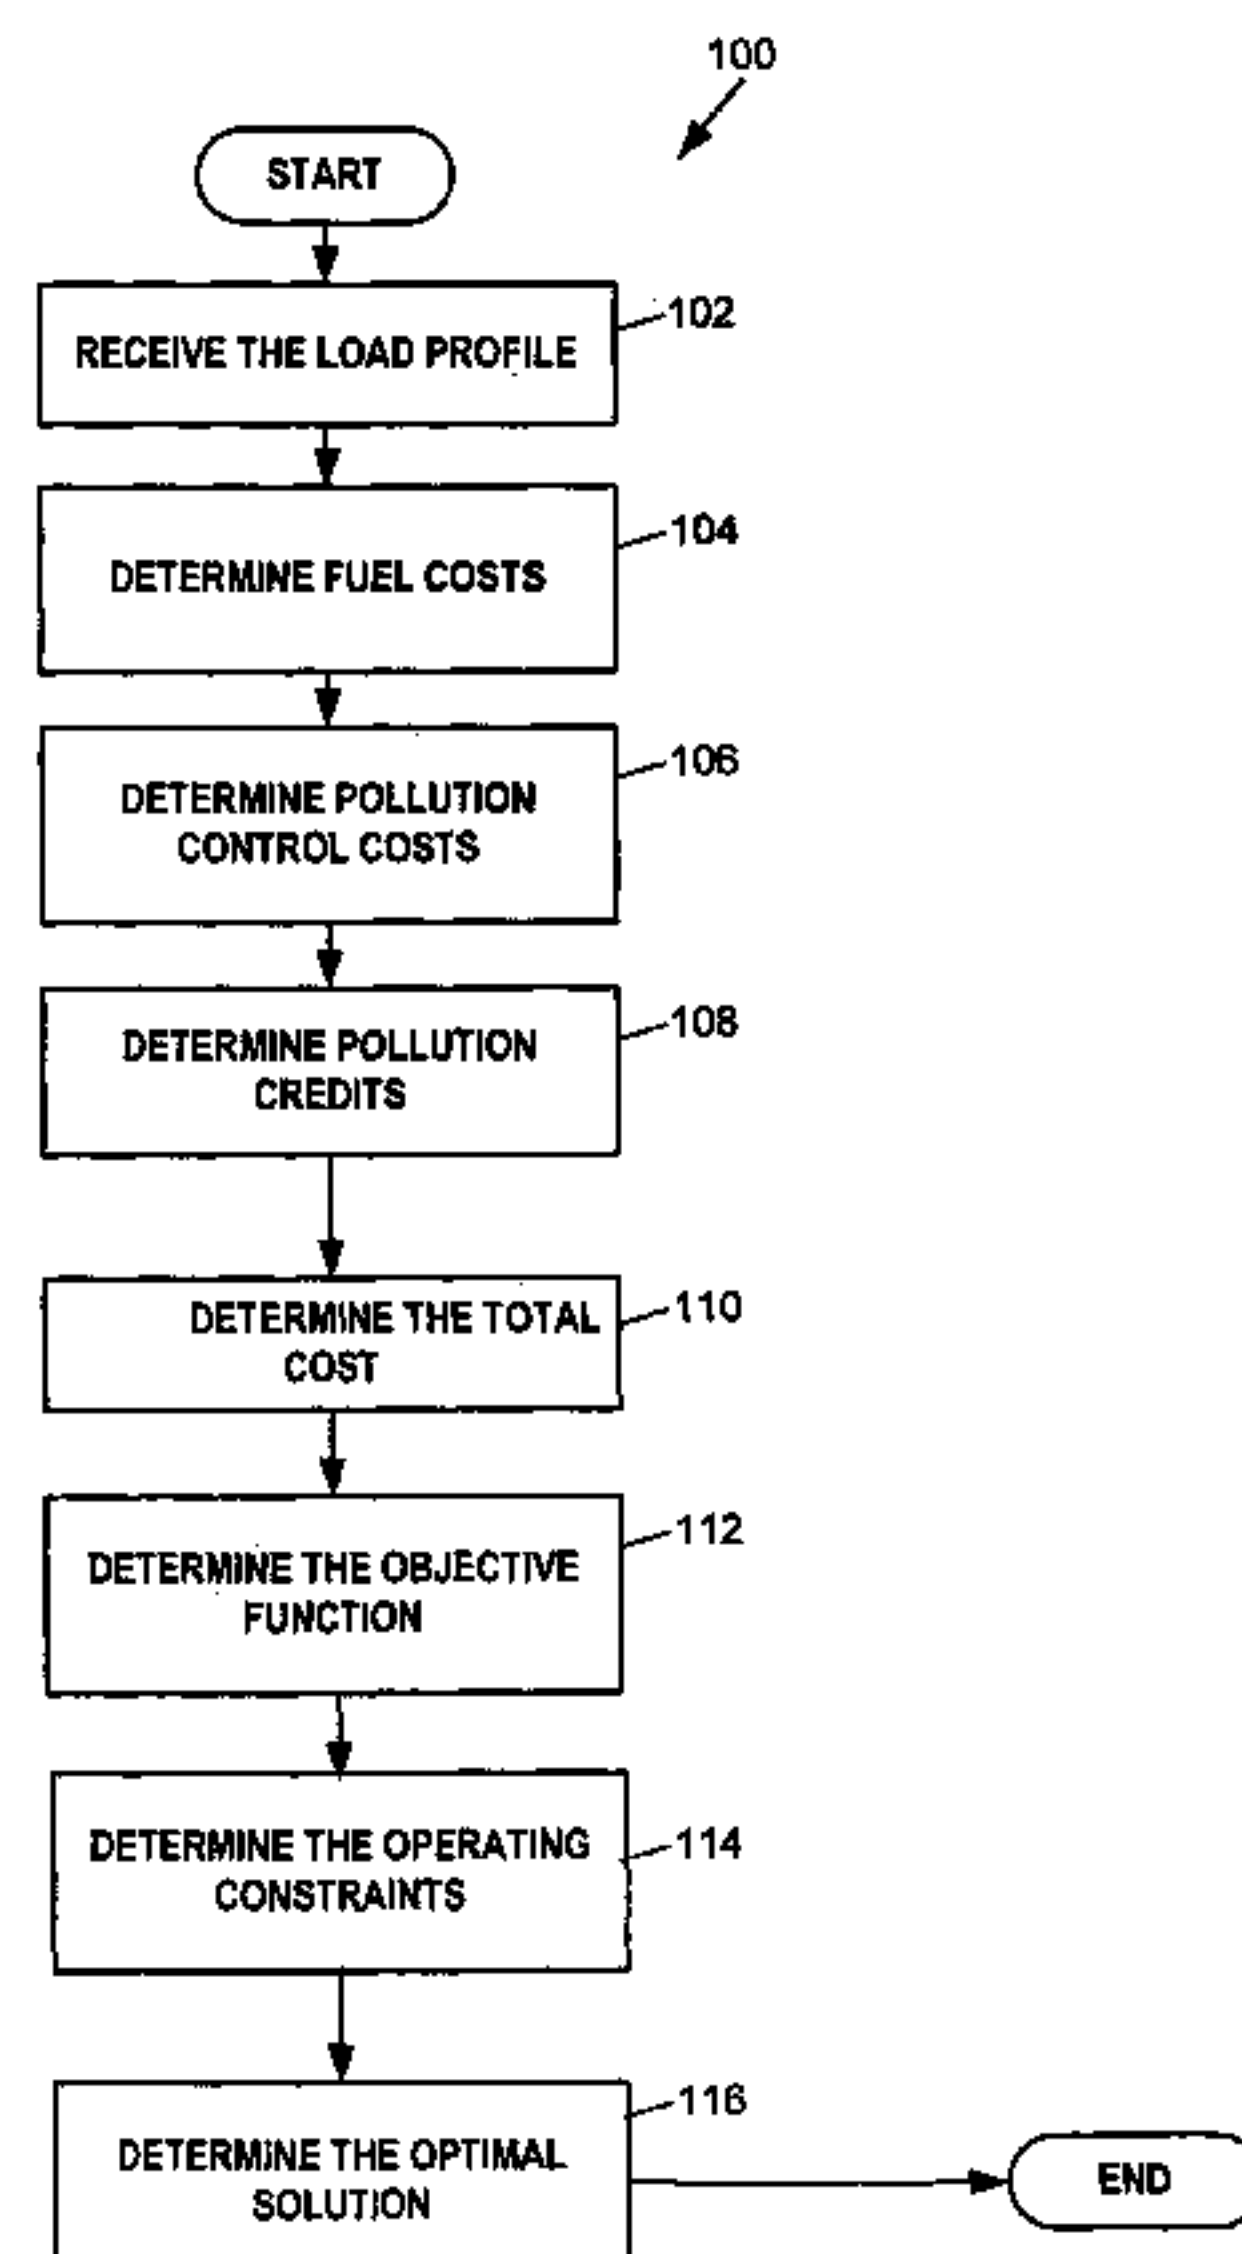 100
START
RECEIVE THE LOAD PROFILE
102
DETERMINE FUEL COSTS
104
DETERMINE POLLUTION
CONTROL COSTS
106
DETERMINE POLLUTION
CREDITS
108
DETERMINE THE TOTAL
COST
110
DETERMINE THE OBJECTIVE
FUNCTION
112
DETERMINE THE OPERATING
CONSTRAINTS
114
DETERMINE THE OPTIMAL
SOLUTION
116
END